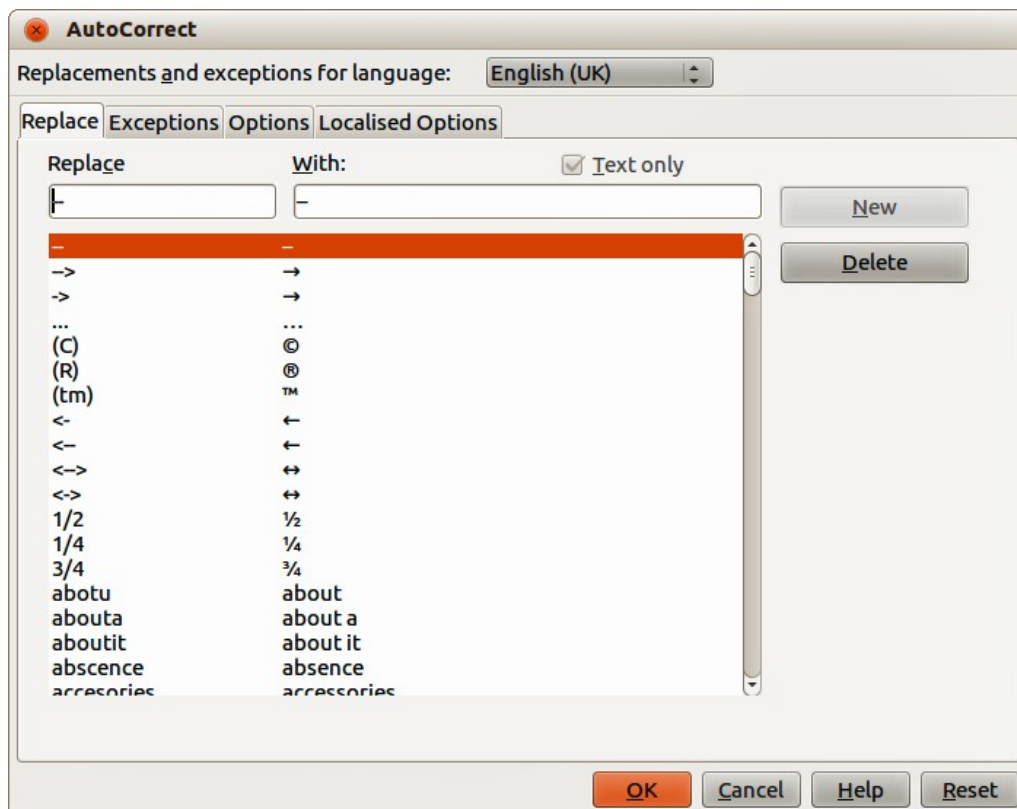 AutoCorrect
Replacements and exceptions for language: English (UK)
Replace Exceptions Options Localised Options
Replace With: Text only
– –
New
– –
Delete
--> →
-> →
... …
(C) ©
(R) ®
(tm) ™
<- ←
<-- ←
<--> ↔
<-> ↔
1/2 ½
1/4 ¼
3/4 ¾
abotu about
abouta about a
aboutit about it
abscence absence
accesories accessories
OK Cancel Help Reset